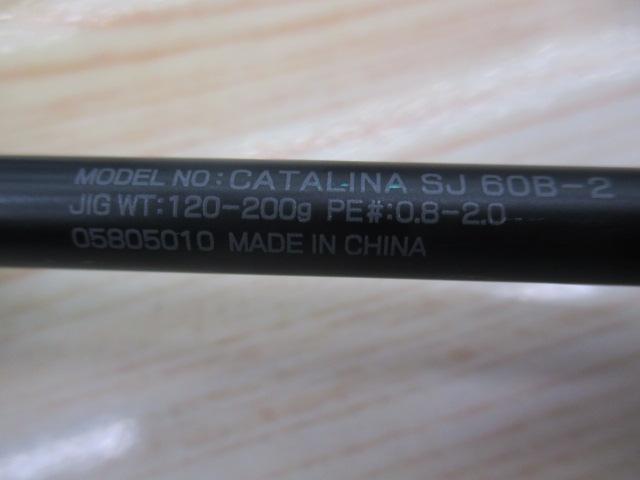 MODEL NO:CATALINA SJ 60B-2
JIG WT:120-200g PE#:0.8-2.0
05805010 MADE IN CHINA